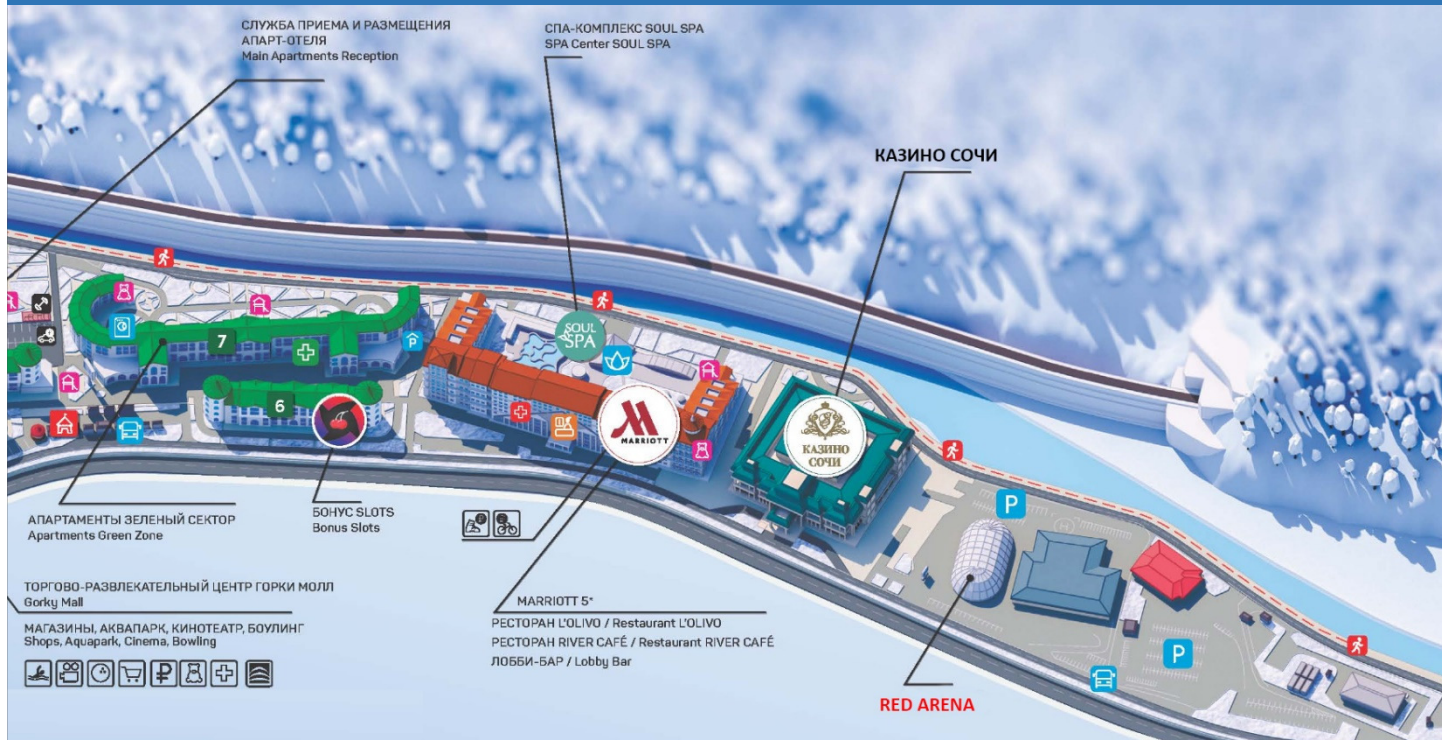 СЛУЖБА ПРИЕМА И РАЗМЕЩЕНИЯ
АПАРТ-ОТЕЛЯ
Main Apartments Reception
СПА-КОМПЛЕКС SOUL SPA
SPA Center SOUL SPA
КАЗИНО СОЧИ
SOUL
SPA
7
P
6
MARRIOTT
КАЗИНО
СОЧИ
АПАРТАМЕНТЫ ЗЕЛЕНЫЙ СЕКТОР
Apartments Green Zone
БОНУС SLOTS
Bonus Slots
P
H
ТОРГОВО-РАЗВЛЕКАТЕЛЬНЫЙ ЦЕНТР ГОРКИ МОЛЛ
Gorky Mall
МАГАЗИНЫ, АКВАПАРК, КИНОТЕАТР, БОУЛИНГ
Shops, Aquapark, Cinema, Bowling
₽
MARRIOTT 5*
РЕСТОРАН L'OLIVO / Restaurant L'OLIVO
РЕСТОРАН RIVER CAFÉ / Restaurant RIVER CAFÉ
ЛОББИ-БАР / Lobby Bar
P
RED ARENA